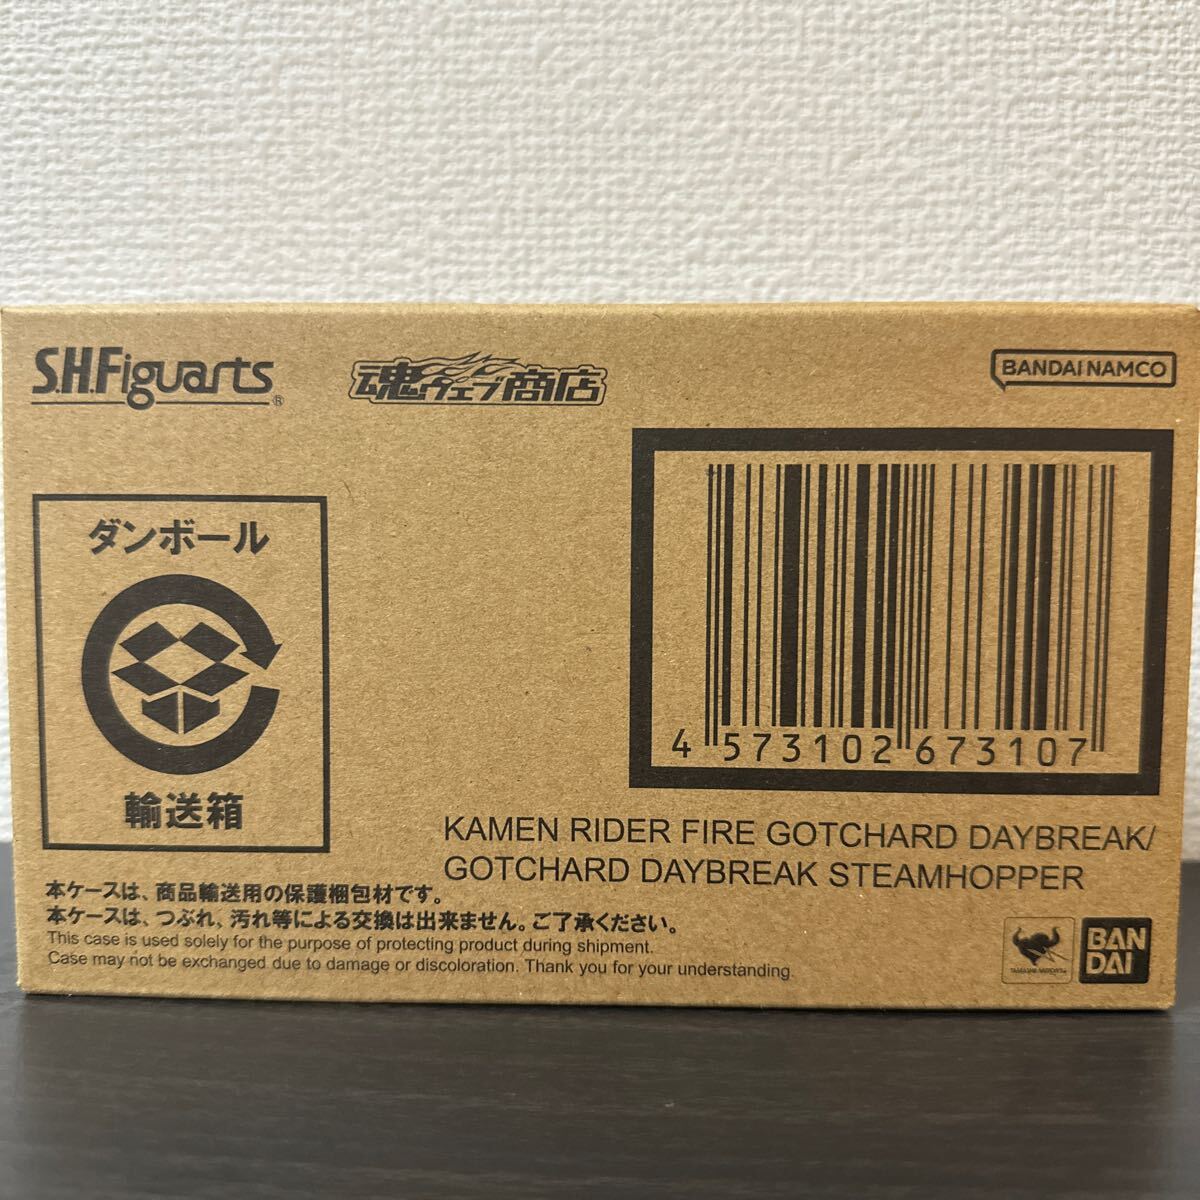 S.H.Figuarts®
魂ウェブ商店
BANDAI NAMCO
ダンボール
輸送箱
4 573102 673107
KAMEN RIDER FIRE GOTCHARD DAYBREAK/
GOTCHARD DAYBREAK STEAMHOPPER
本ケースは、商品輸送用の保護梱包材です。
本ケースは、つぶれ、汚れ等による交換は出来ません。ご了承ください。
This case is used solely for the purpose of protecting product during shipment.
Case may not be exchanged due to damage or discoloration. Thank you for your understanding.
TAMASHII NATIONS
BAN
DAI